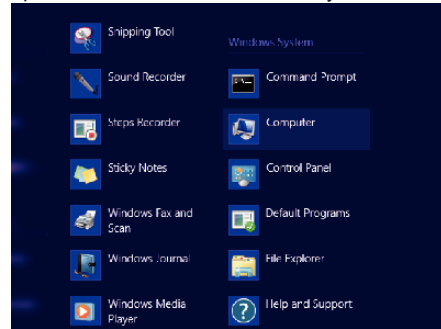 Snipping Tool
Sound Recorder
Steps Recorder
Sticky Notes
Windows Fax and
Scan
Windows Journal
Windows Media
Player
Windows System
Command Prompt
Computer
Control Panel
Default Programs
File Explorer
Help and Support